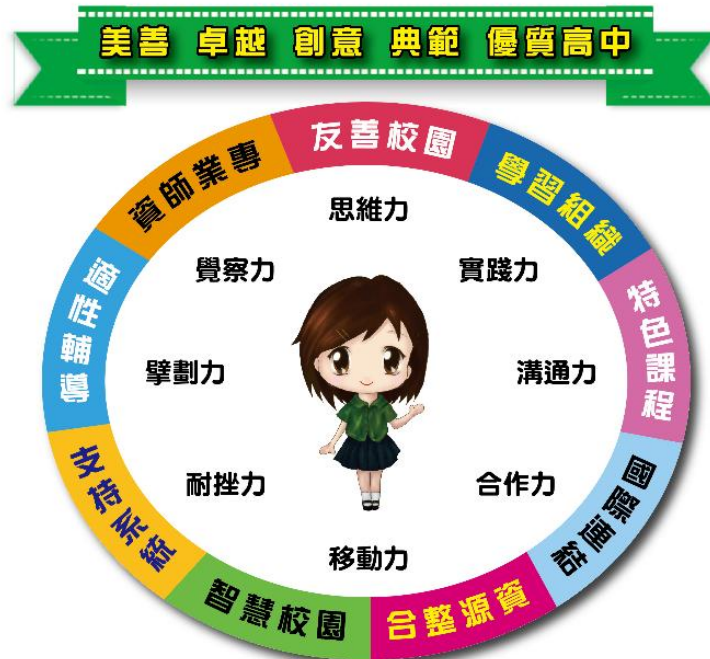 美善 卓越 創意 典範 優質高中
友善校園
學習組織
特色課程
國際連結
資源整合
智慧校園
支持系統
適性輔導
專業師資
思維力
實踐力
溝通力
合作力
移動力
耐挫力
擘劃力
覺察力